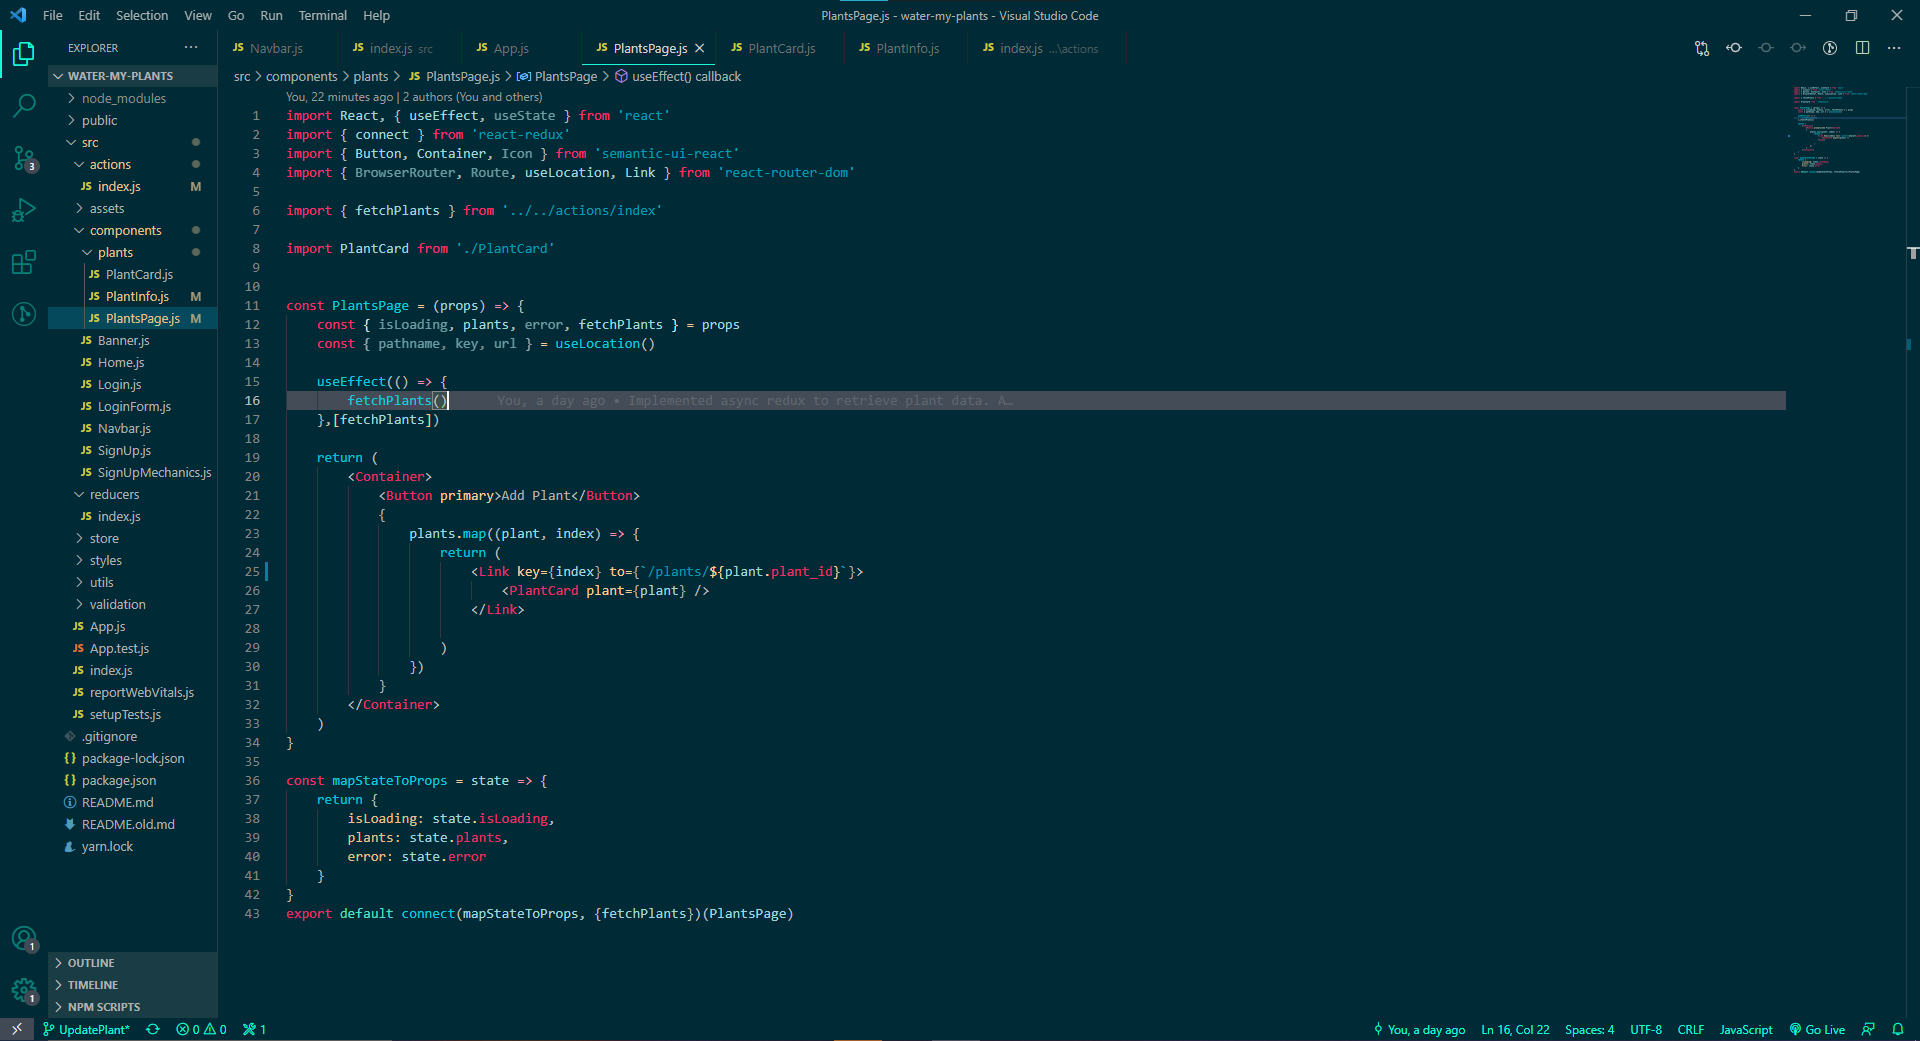 File Edit Selection View Go Run Terminal Help
PlantsPage.js - water-my-plants - Visual Studio Code
EXPLORER
WATER-MY-PLANTS
node_modules
public
src
actions
JS index.js M
assets
components
plants
JS PlantCard.js
JS PlantInfo.js M
JS PlantsPage.js M
JS Banner.js
JS Home.js
JS Login.js
JS LoginForm.js
JS Navbar.js
JS SignUp.js
JS SignUpMechanics.js
reducers
JS index.js
store
styles
utils
validation
JS App.js
JS App.test.js
JS index.js
JS reportWebVitals.js
JS setupTests.js
.gitignore
{} package-lock.json
{} package.json
README.md
README.old.md
yarn.lock
OUTLINE
TIMELINE
NPM SCRIPTS
3
1
1
JS Navbar.js JS index.js src JS App.js JS PlantsPage.js JS PlantCard.js JS PlantInfo.js JS index.js ...\actions
src > components > plants > JS PlantsPage.js > PlantsPage > useEffect() callback
You, 22 minutes ago | 2 authors (You and others)
1 import React, { useEffect, useState } from 'react'
2 import { connect } from 'react-redux'
3 import { Button, Container, Icon } from 'semantic-ui-react'
4 import { BrowserRouter, Route, useLocation, Link } from 'react-router-dom'
5
6 import { fetchPlants } from '../../actions/index'
7
8 import PlantCard from './PlantCard'
9
10
11 const PlantsPage = (props) => {
12 const { isLoading, plants, error, fetchPlants } = props
13 const { pathname, key, url } = useLocation()
14
15 useEffect(() => {
16 fetchPlants() You, a day ago • Implemented async redux to retrieve plant data. A…
17 },[fetchPlants])
18
19 return (
20 <Container>
21 <Button primary>Add Plant</Button>
22 {
23 plants.map((plant, index) => {
24 return (
25 <Link key={index} to={`/plants/${plant.plant_id}`}>
26 <PlantCard plant={plant} />
27 </Link>
28
29 )
30 })
31 }
32 </Container>
33 )
34 }
35
36 const mapStateToProps = state => {
37 return {
38 isLoading: state.isLoading,
39 plants: state.plants,
40 error: state.error
41 }
42 }
43 export default connect(mapStateToProps, {fetchPlants})(PlantsPage)
UpdatePlant* 0 0 1
You, a day ago Ln 16, Col 22 Spaces: 4 UTF-8 CRLF JavaScript Go Live